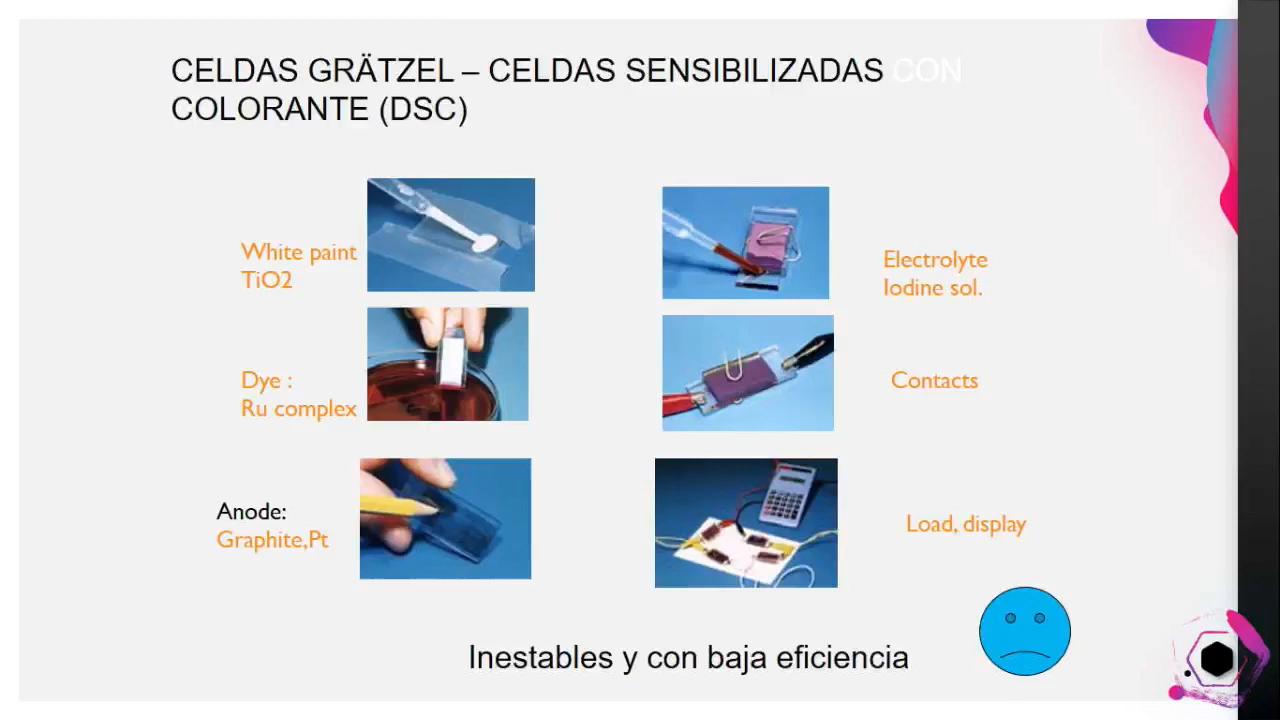 CELDAS GRÄTZEL – CELDAS SENSIBILIZADAS CON
COLORANTE (DSC)
White paint
TiO2
Dye :
Ru complex
Anode:
Graphite,Pt
Electrolyte
Iodine sol.
Contacts
Load, display
Inestables y con baja eficiencia